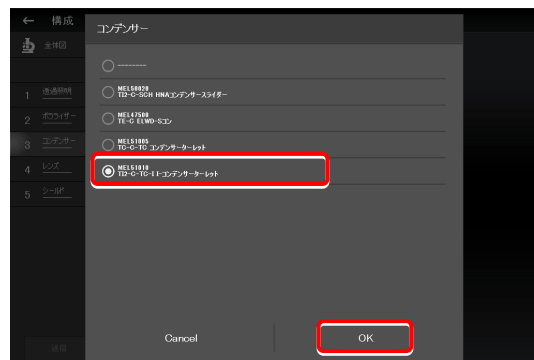 ← 構成
全体図
1 透過照明
2 ポラライザー
3 コンデンサー
4 レンズ
5 シールド
送信
コンデンサー
--------
MEL50020
TI2-C-SCH HNAコンデンサースライダー
MEL47500
TE-C ELWD-Sコン
MEL51005
TC-C-TC コンデンサーターレット
MEL51010
TI2-C-TC-I I-コンデンサーターレット
Cancel
OK